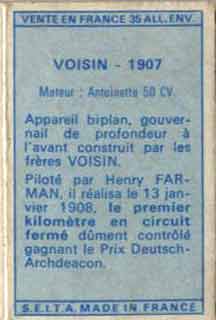 VENTE EN FRANCE 35 ALL. ENV.
VOISIN - 1907
Moteur : Antoinette 50 CV
Appareil biplan, gouver-
nail de profondeur à
l'avant construit par les
frères VOISIN.
Piloté par Henry FAR-
MAN, il réalisa le 13 jan-
vier 1908, le premier
kilomètre en circuit
fermé dûment contrôlé
gagnant le Prix Deutsch-
Archdeacon.
S.E.I.T.A. MADE IN FRANCE